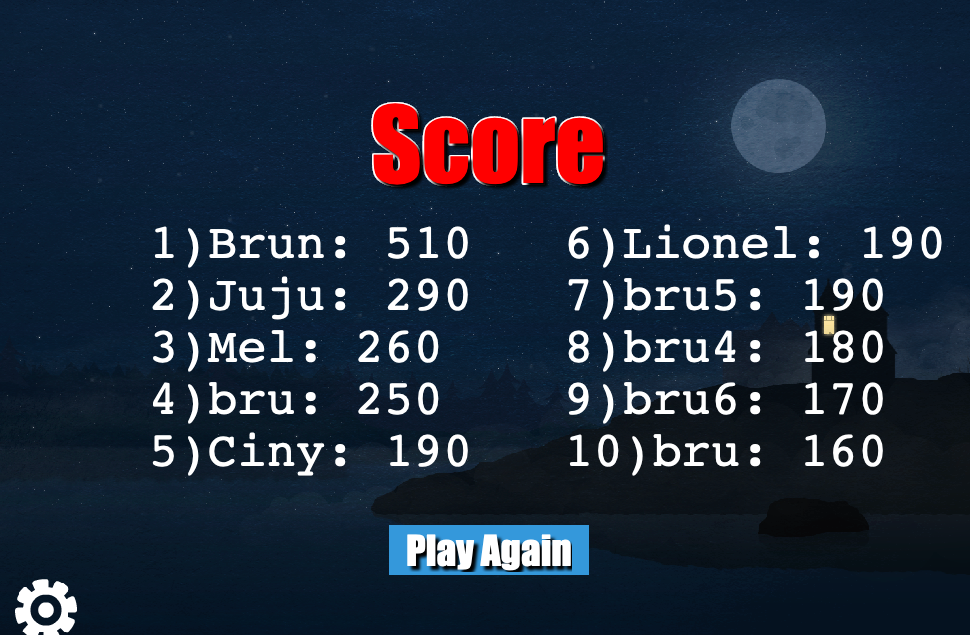 Score
1)Brun: 510
2)Juju: 290
3)Mel: 260
4)bru: 250
5)Ciny: 190
6)Lionel: 190
7)bru5: 190
8)bru4: 180
9)bru6: 170
10)bru: 160
Play Again